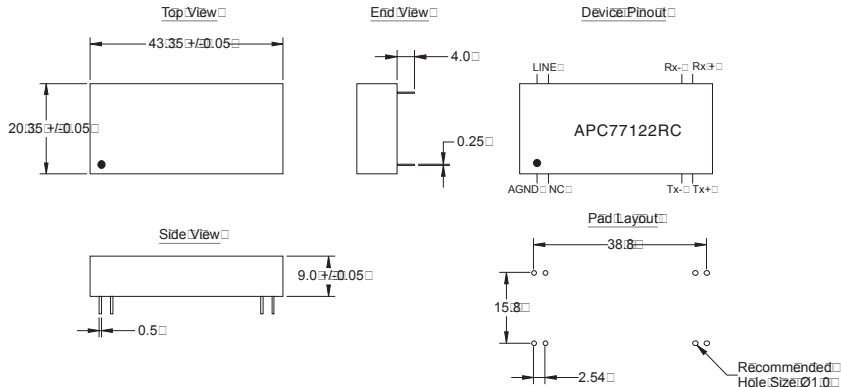 Top View
End View
Device Pinout
43.35 +/-0.05
4.0
LINE
Rx-
Rx+
20.35 +/-0.05
APC77122RC
0.25
AGND
NC
Tx-
Tx+
Pad Layout
Side View
38.8
9.0 +/-0.05
15.8
0.5
2.54
Recommended
Hole Size Ø1.0